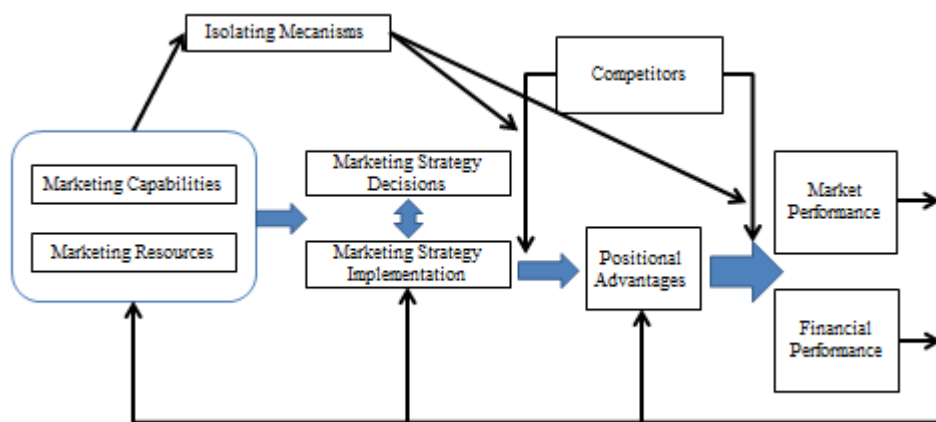 Isolating Mecanisms
Competitors
Marketing Capabilities
Marketing Resources
Marketing Strategy
Decisions
Marketing Strategy
Implementation
Positional
Advantages
Market
Performance
Financial
Performance